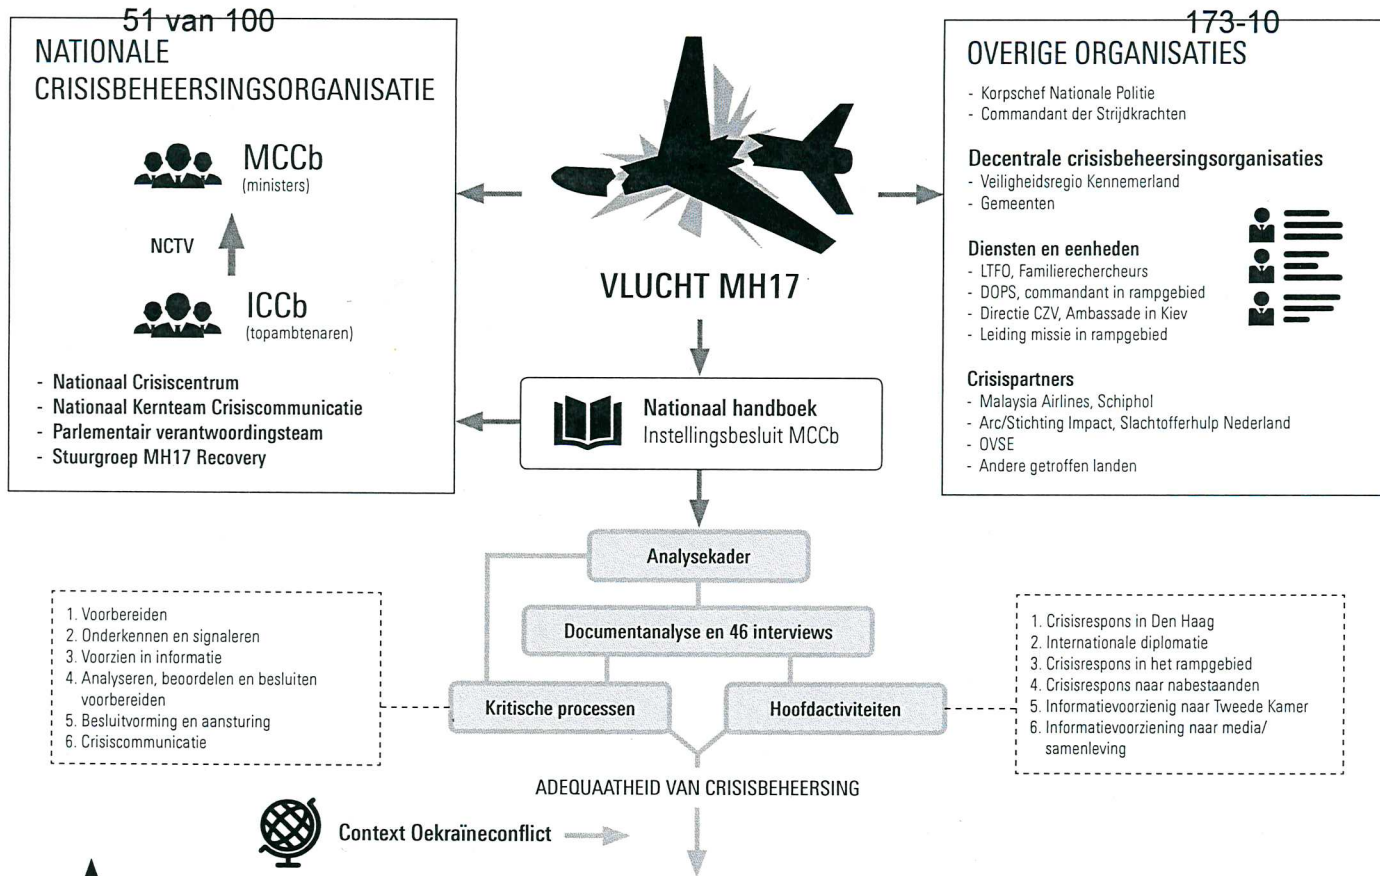 51 van 100
173-10
NATIONALE
CRISISBEHEERSINGSORGANISATIE
MCCb
(ministers)
NCTV
ICCb
(topambtenaren)
- Nationaal Crisiscentrum
- Nationaal Kernteam Crisiscommunicatie
- Parlementair verantwoordingsteam
- Stuurgroep MH17 Recovery
VLUCHT MH17
Nationaal handboek
Instellingsbesluit MCCb
OVERIGE ORGANISATIES
- Korpschef Nationale Politie
- Commandant der Strijdkrachten
Decentrale crisisbeheersingsorganisaties
- Veiligheidsregio Kennemerland
- Gemeenten
Diensten en eenheden
- LTFO, Familierechercheurs
- DOPS, commandant in rampgebied
- Directie CZV, Ambassade in Kiev
- Leiding missie in rampgebied
Crisispartners
- Malaysia Airlines, Schiphol
- Arc/Stichting Impact, Slachtofferhulp Nederland
- OVSE
- Andere getroffen landen
Analysekader
Documentanalyse en 46 interviews
Kritische processen
Hoofdactiviteiten
1. Voorbereiden
2. Onderkennen en signaleren
3. Voorzien in informatie
4. Analyseren, beoordelen en besluiten
voorbereiden
5. Besluitvorming en aansturing
6. Crisiscommunicatie
1. Crisisrespons in Den Haag
2. Internationale diplomatie
3. Crisisrespons in het rampgebied
4. Crisisrespons naar nabestaanden
5. Informatievoorzienig naar Tweede Kamer
6. Informatievoorziening naar media/
samenleving
ADEQUAATHEID VAN CRISISBEHEERSING
Context Oekraïneconflict